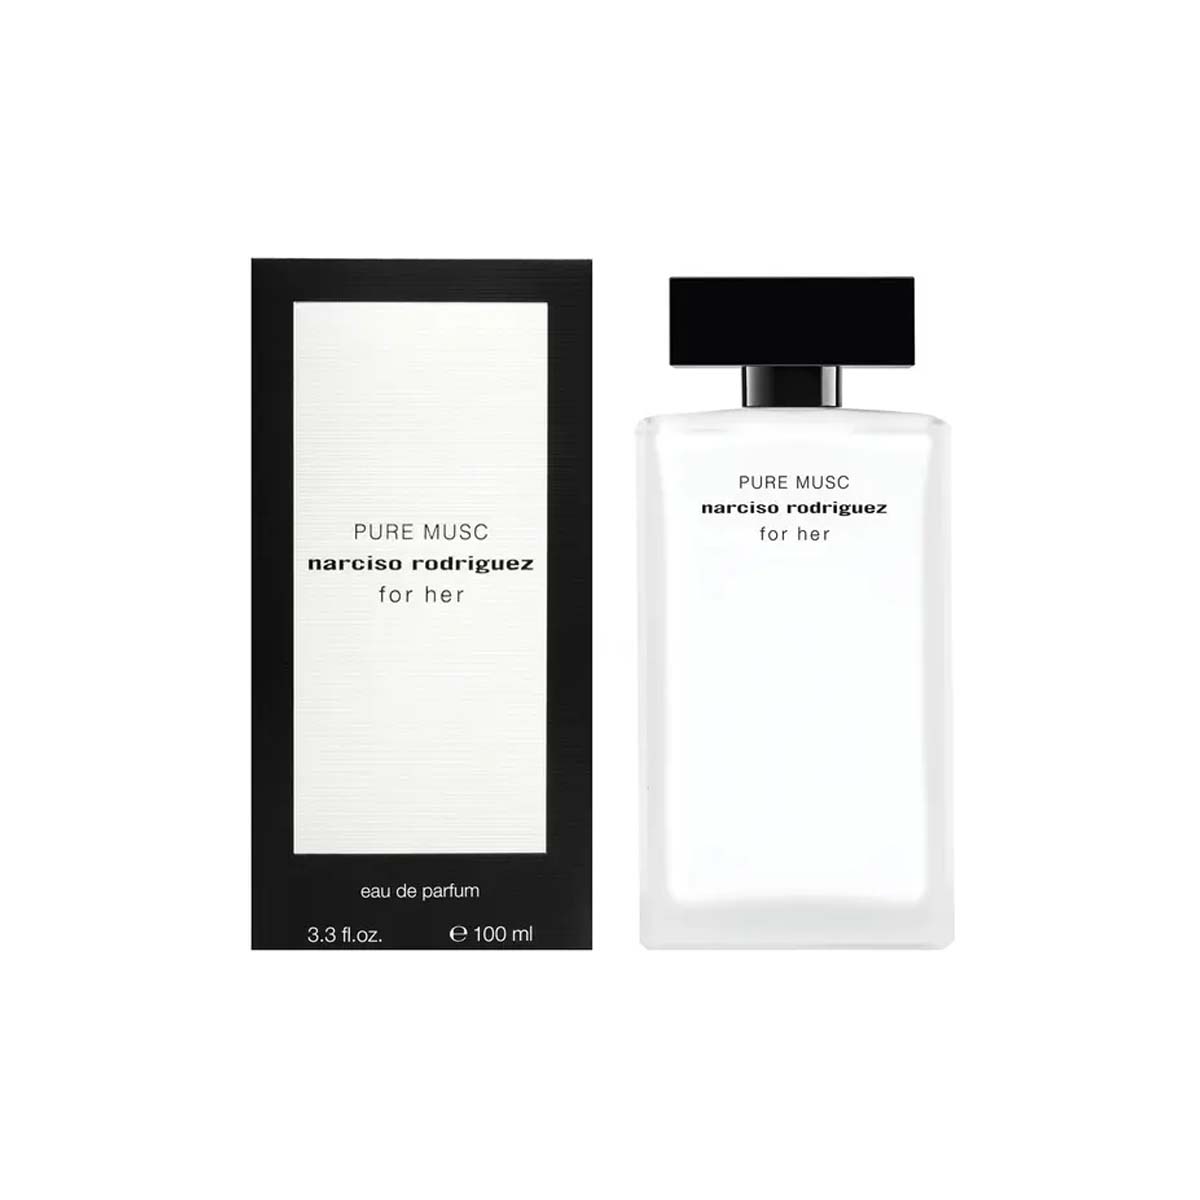 PURE MUSC
narciso rodriguez
for her
eau de parfum
3.3 fl.oz. ℮ 100 ml
PURE MUSC
narciso rodriguez
for her